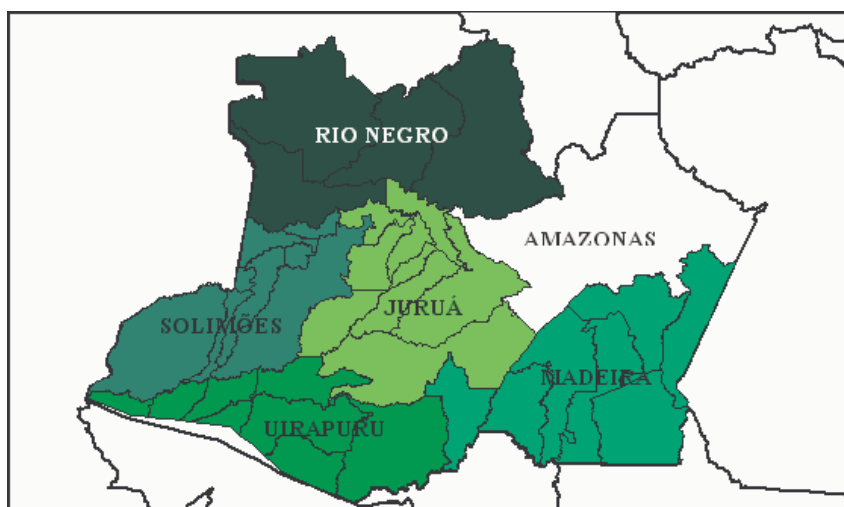 RIO NEGRO
AMAZONAS
SOLIMÕES
JURUÁ
MADEIRA
UIRAPURU